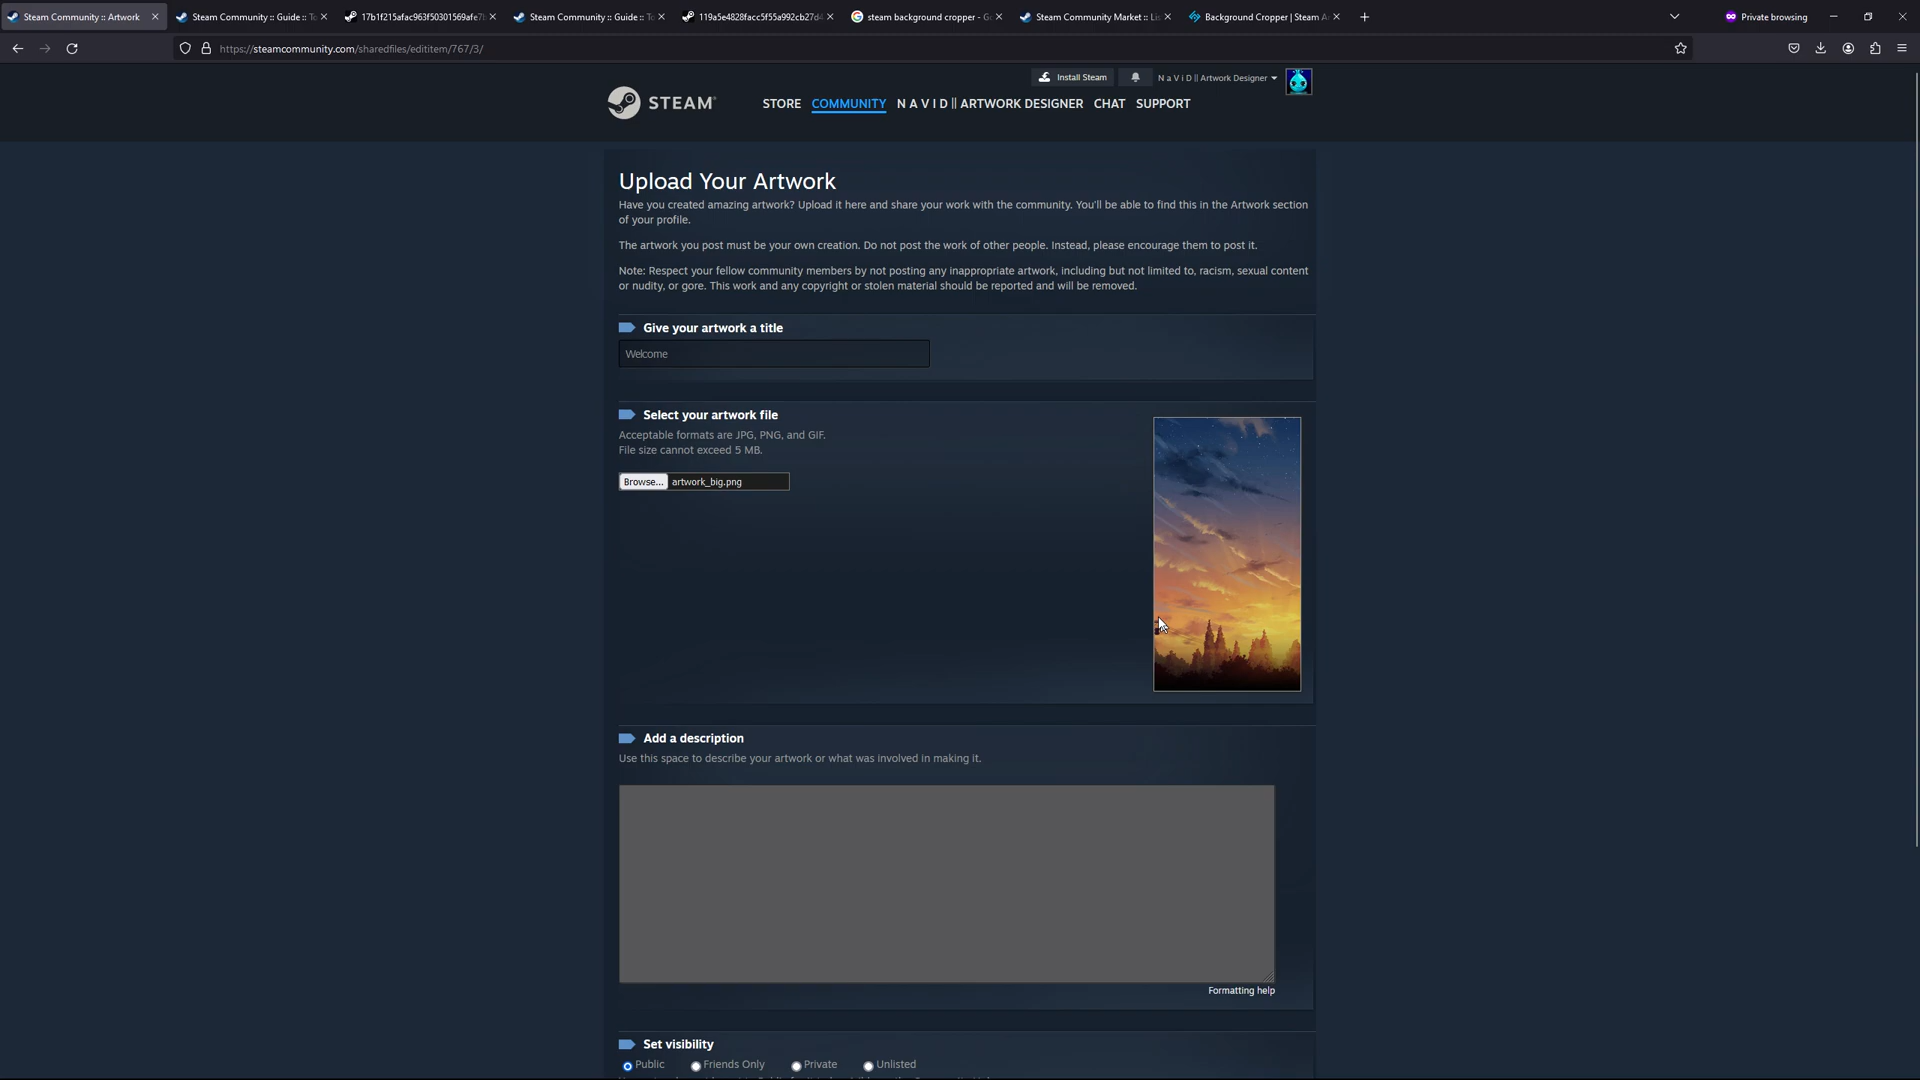 Steam Community :: Artwork
Steam Community :: Guide :: To
17b1f215afac963f50301569afe7b
Steam Community :: Guide :: To
119a5e4828facc5f55a992cb27d4
steam background cropper - Go
Steam Community Market :: Lis
Background Cropper | Steam A
Private browsing
https://steamcommunity.com/sharedfiles/edititem/767/3/
Install Steam
N a V i D || Artwork Designer
STEAM
STORE
COMMUNITY
N A V I D || ARTWORK DESIGNER
CHAT
SUPPORT
Upload Your Artwork
Have you created amazing artwork? Upload it here and share your work with the community. You'll be able to find this in the Artwork section
of your profile.
The artwork you post must be your own creation. Do not post the work of other people. Instead, please encourage them to post it.
Note: Respect your fellow community members by not posting any inappropriate artwork, including but not limited to, racism, sexual content
or nudity, or gore. This work and any copyright or stolen material should be reported and will be removed.
Give your artwork a title
Welcome
Select your artwork file
Acceptable formats are JPG, PNG, and GIF.
File size cannot exceed 5 MB.
Browse... artwork_big.png
Add a description
Use this space to describe your artwork or what was involved in making it.
Formatting help
Set visibility
Public
Friends Only
Private
Unlisted